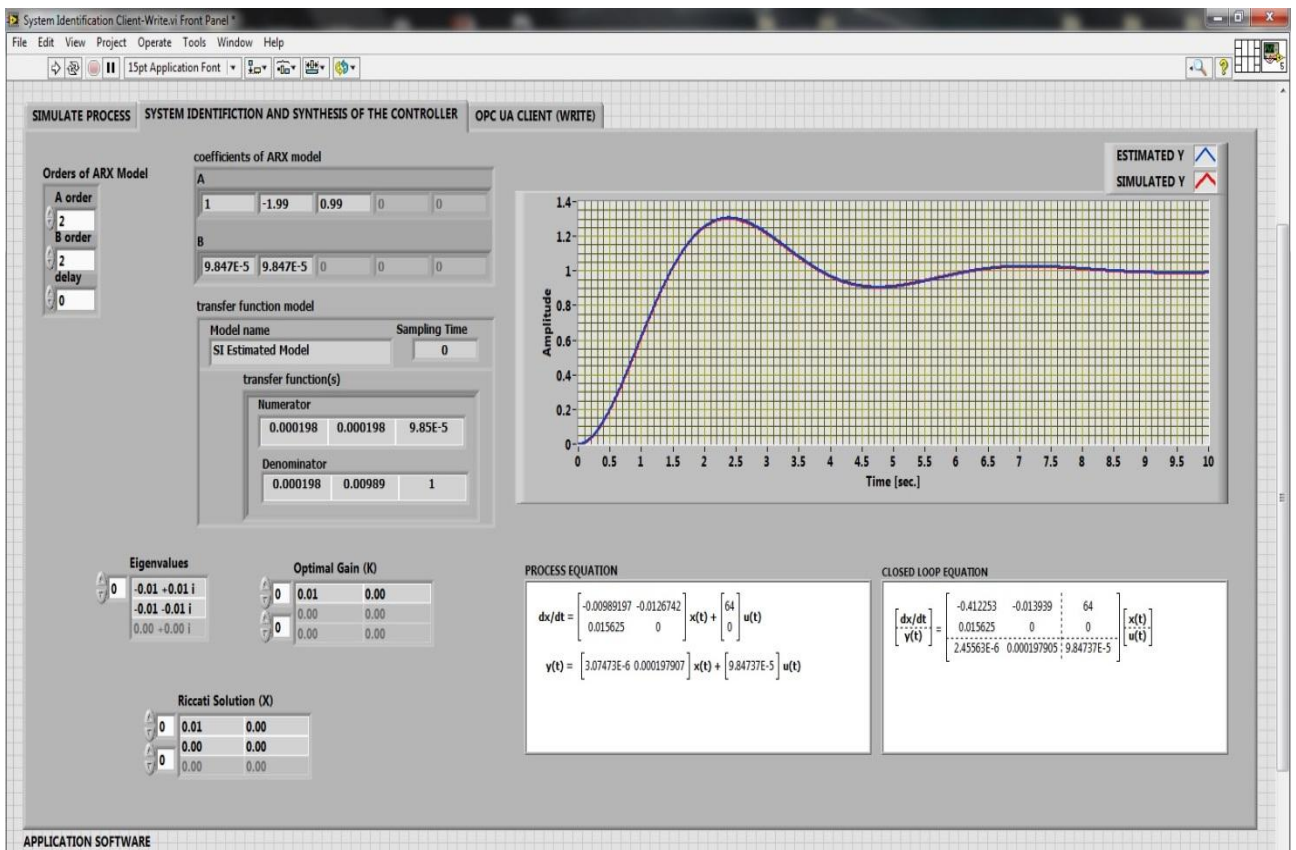 System Identification Client-Write.vi Front Panel *
File Edit View Project Operate Tools Window Help
15pt Application Font
SIMULATE PROCESS SYSTEM IDENTIFICTION AND SYNTHESIS OF THE CONTROLLER OPC UA CLIENT (WRITE)
Orders of ARX Model
A order
2
B order
2
delay
0
coefficients of ARX model
A
1 -1.99 0.99 0 0
B
9.847E-5 9.847E-5 0 0 0
transfer function model
Model name Sampling Time
SI Estimated Model 0
transfer function(s)
Numerator
0.000198 0.000198 9.85E-5
Denominator
0.000198 0.00989 1
ESTIMATED Y
SIMULATED Y
Amplitude
1.4
1.2
1
0.8
0.6
0.4
0.2
0
0 0.5 1 1.5 2 2.5 3 3.5 4 4.5 5 5.5 6 6.5 7 7.5 8 8.5 9 9.5 10
Time [sec.]
Eigenvalues
0 -0.01 +0.01 i
-0.01 -0.01 i
0.00 +0.00 i
Optimal Gain (K)
0 0.01 0.00
0.00 0.00
0 0.00 0.00
Riccati Solution (X)
0 0.01 0.00
0.00 0.00
0 0.00 0.00
PROCESS EQUATION
-0.00989197 -0.0126742 64
dx/dt = x(t) + u(t)
0.015625 0 0
y(t) = 3.07473E-6 0.000197907 x(t) + 9.84737E-5 u(t)
CLOSED LOOP EQUATION
-0.412253 -0.013939 64
dx/dt x(t)
0.015625 0 0
y(t) = u(t)
2.45563E-6 0.000197905 9.84737E-5
APPLICATION SOFTWARE